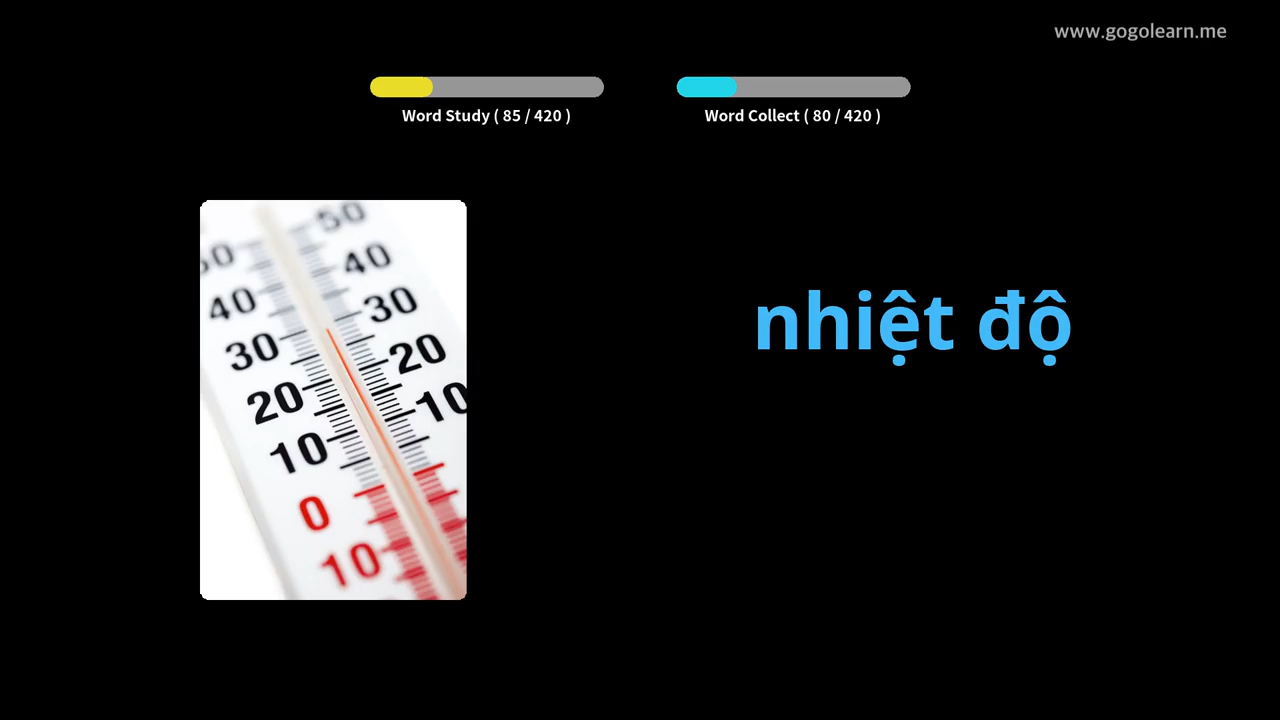 www.gogolearn.me
Word Study ( 85 / 420 )
Word Collect ( 80 / 420 )
50
40
40
30
30
20
20
10
10
0
10
nhiệt độ